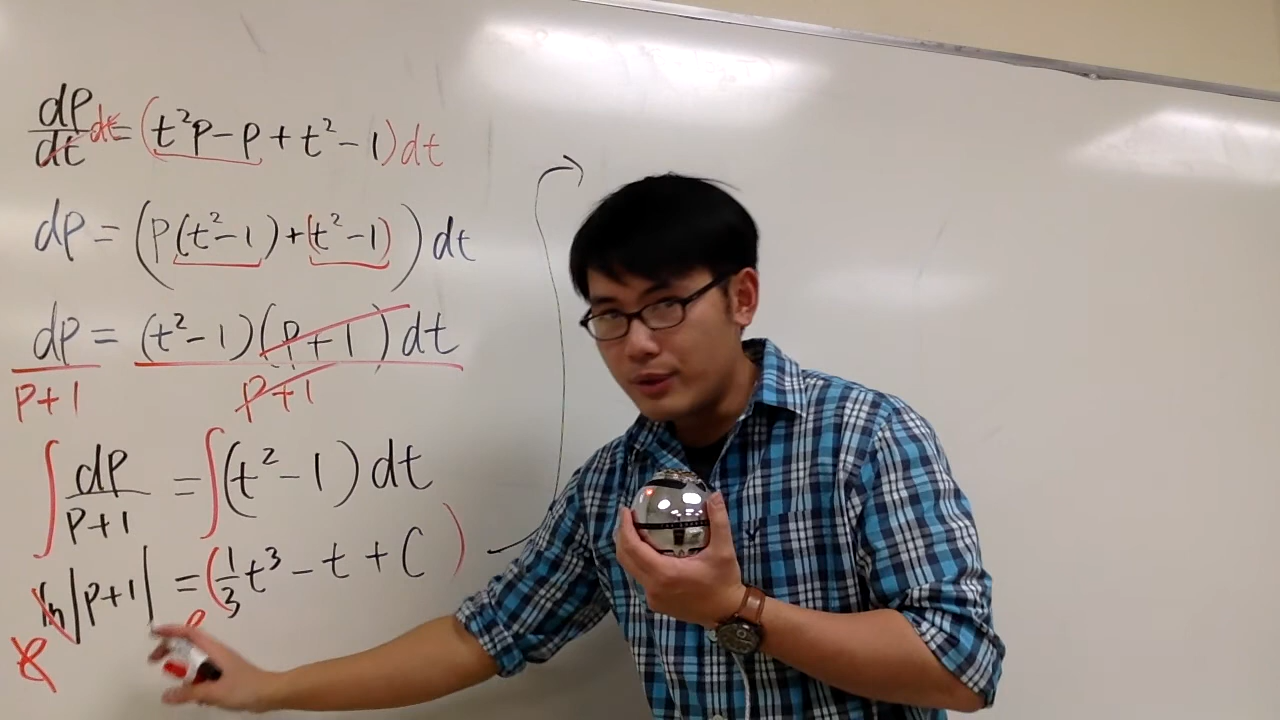 dP/dt dt = (t²P - P + t² - 1) dt
dP = (P(t² - 1) + (t² - 1)) dt
dP/P+1 = (t² - 1)(P + 1) dt/P+1
∫ dP/P+1 = ∫ (t² - 1) dt
ln|P+1| = (1/3 t³ - t + C)
e e